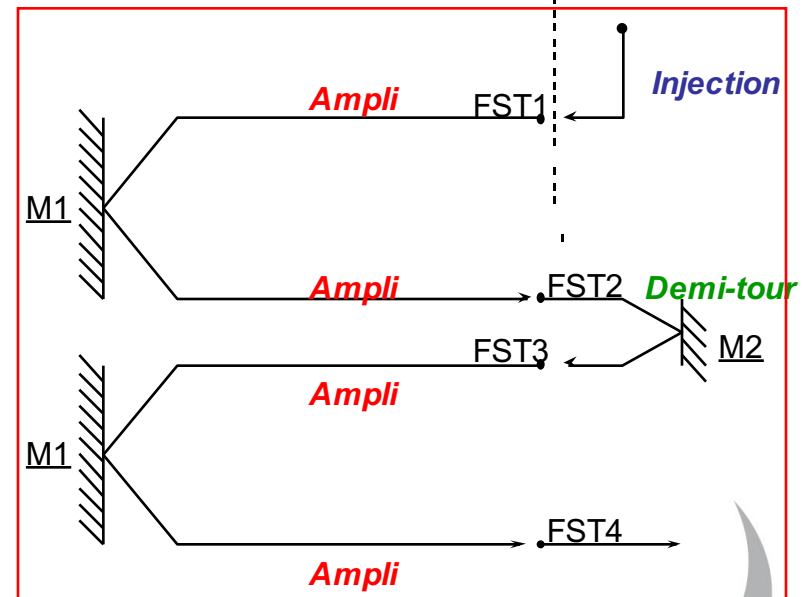 Injection
Ampli
FST1
M1
Ampli
FST2
Demi-tour
FST3
M2
Ampli
M1
FST4
Ampli